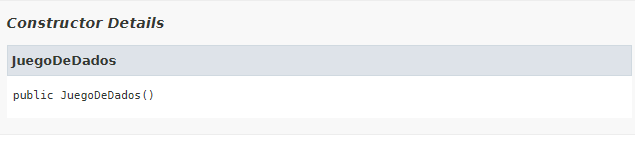 Constructor Details
JuegoDeDados
public JuegoDeDados()